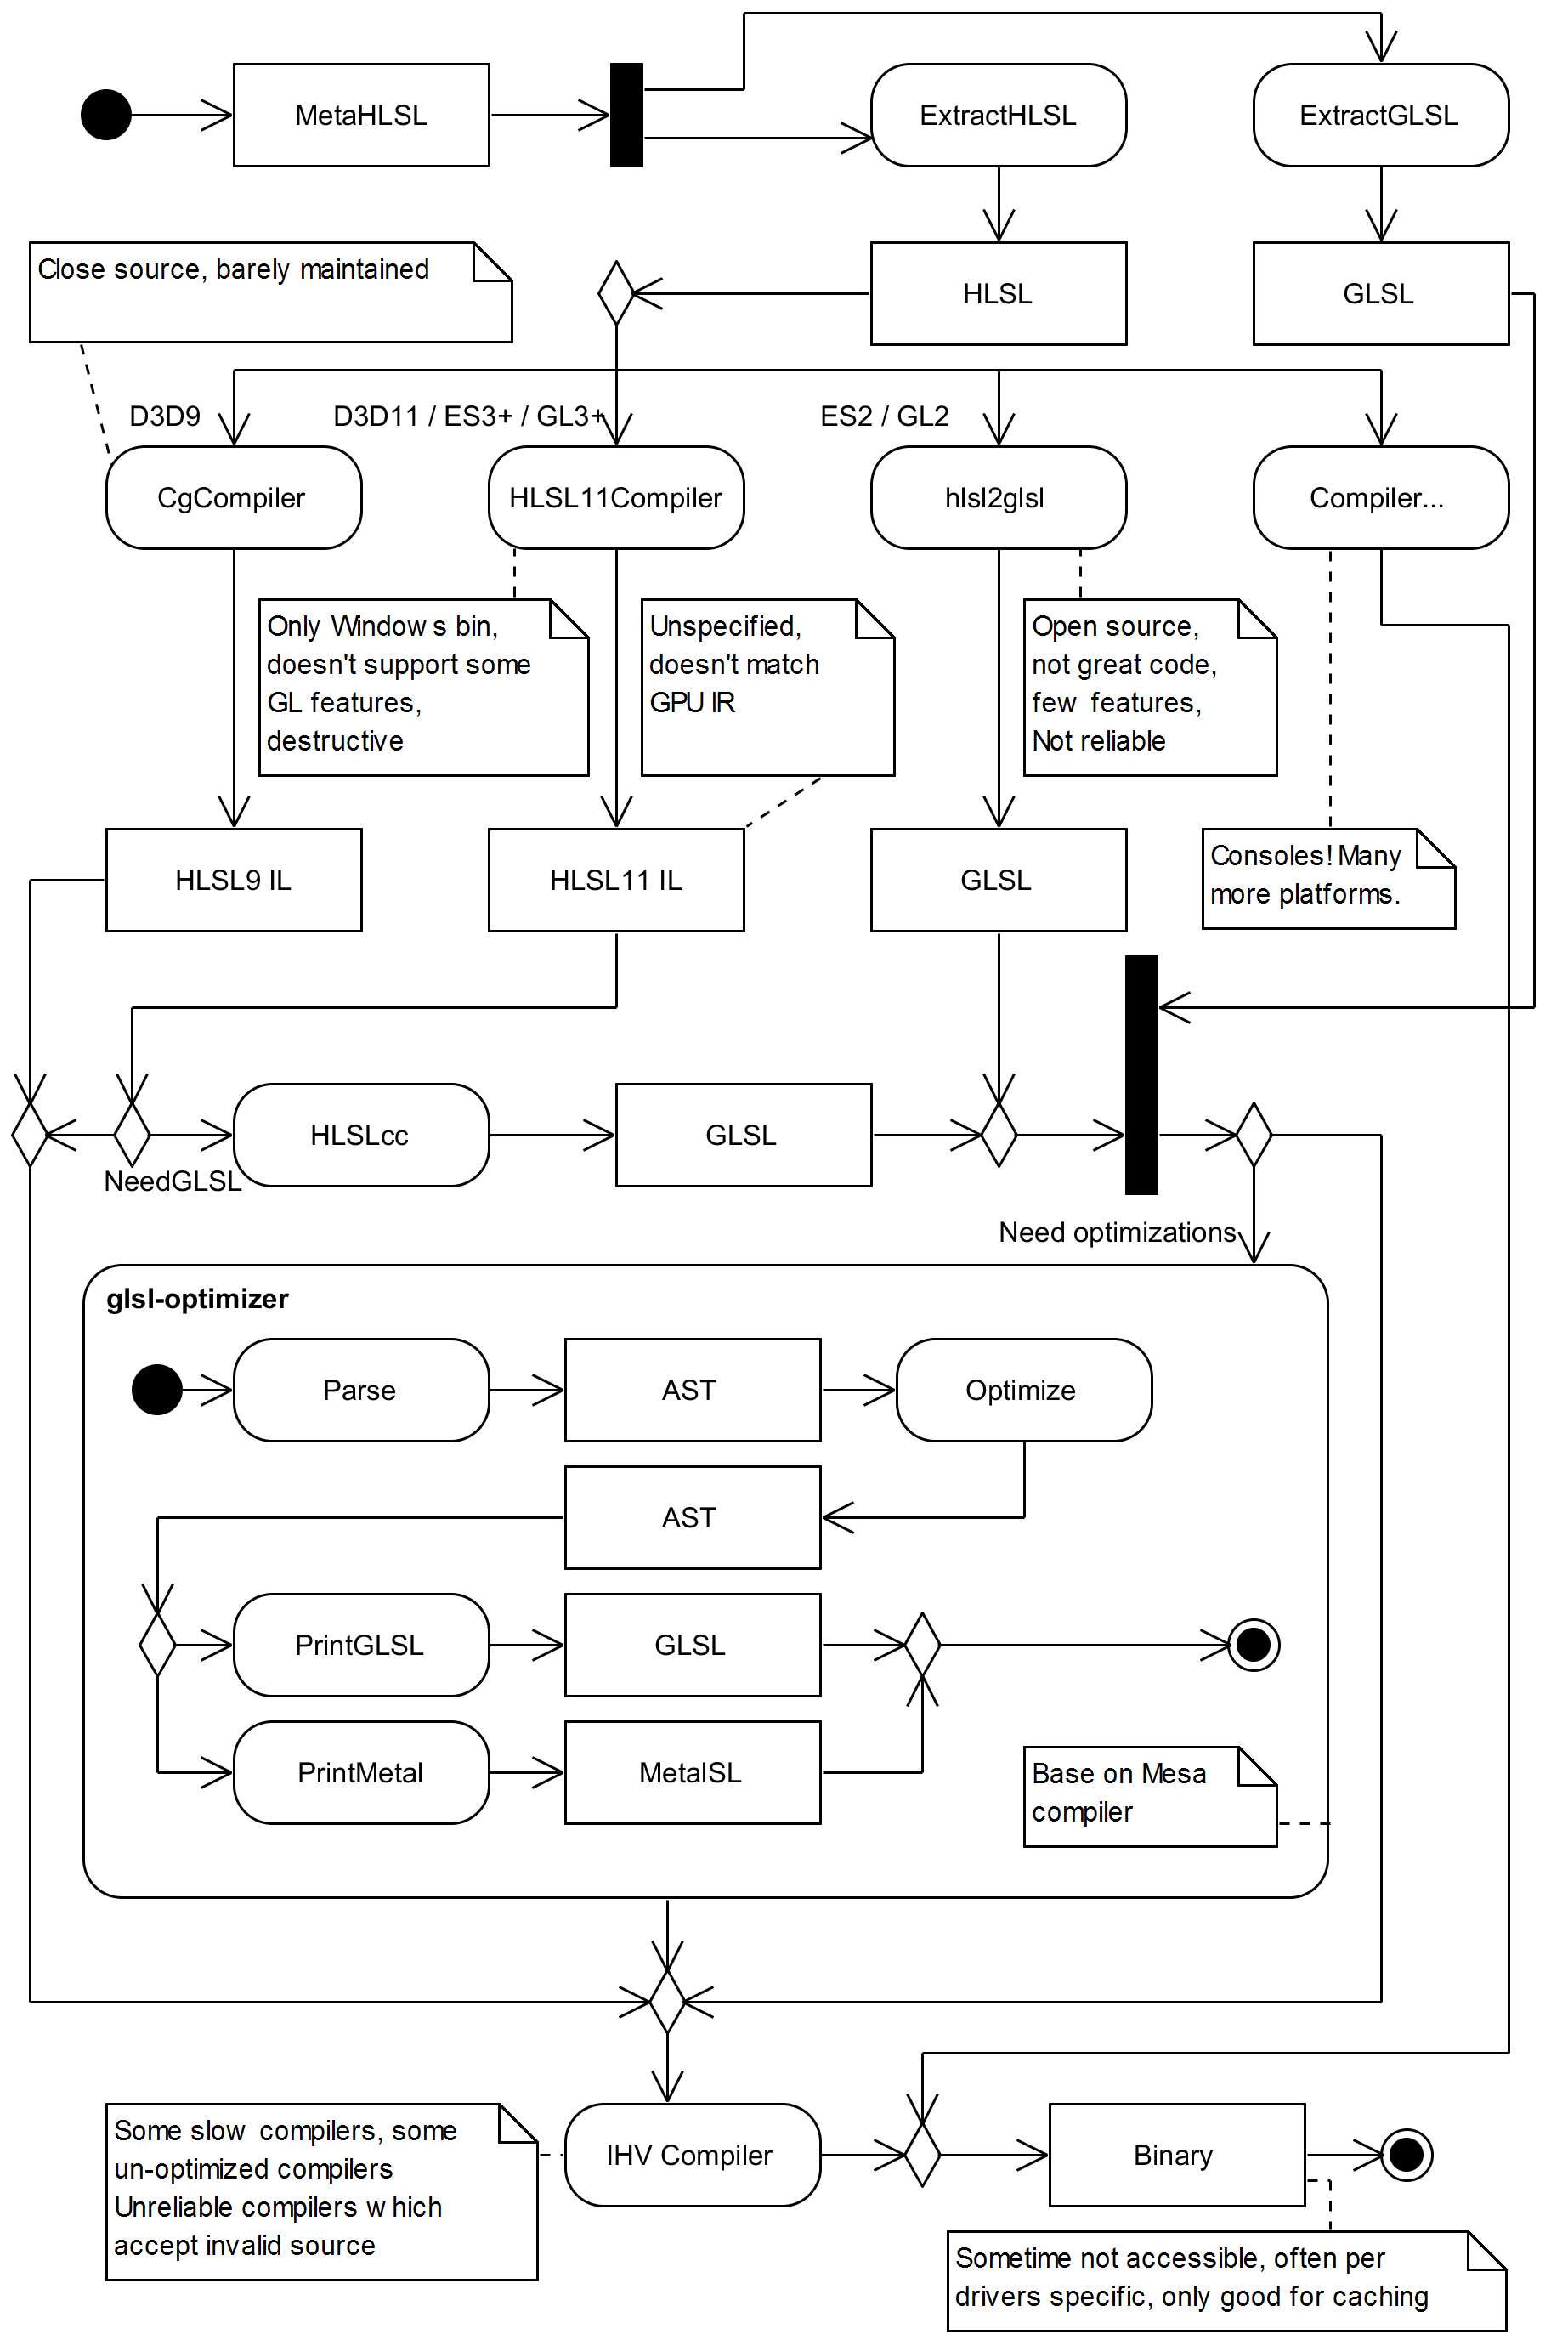 MetaHLSL
ExtractHLSL
ExtractGLSL
Close source, barely maintained
HLSL
GLSL
D3D9
D3D11 / ES3+ / GL3+
ES2 / GL2
CgCompiler
HLSL11Compiler
hlsl2glsl
Compiler...
Only Windows bin,
doesn't support some
GL features,
destructive
Unspecified,
doesn't match
GPU IR
Open source,
not great code,
few features,
Not reliable
HLSL9 IL
HLSL11 IL
GLSL
Consoles! Many
more platforms.
HLSLcc
GLSL
NeedGLSL
Need optimizations
glsl-optimizer
Parse
AST
Optimize
AST
PrintGLSL
GLSL
PrintMetal
MetalSL
Base on Mesa
compiler
Some slow compilers, some
un-optimized compilers
Unreliable compilers which
accept invalid source
IHV Compiler
Binary
Sometime not accessible, often per
drivers specific, only good for caching